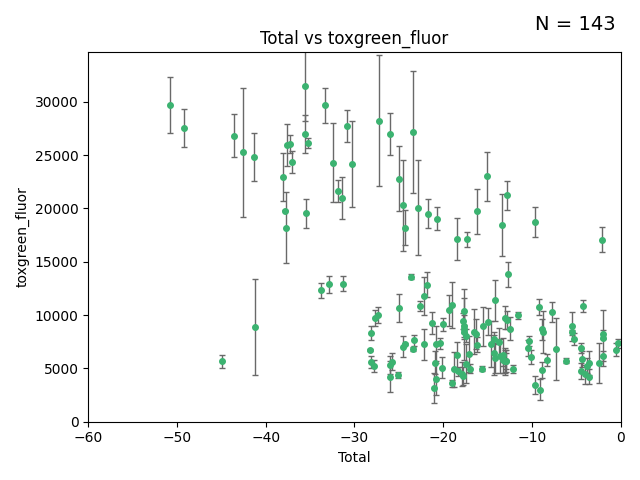 N = 143
Total vs toxgreen_fluor
30000
25000
20000
15000
10000
5000
0
toxgreen_fluor
−60 −50 −40 −30 −20 −10 0
Total